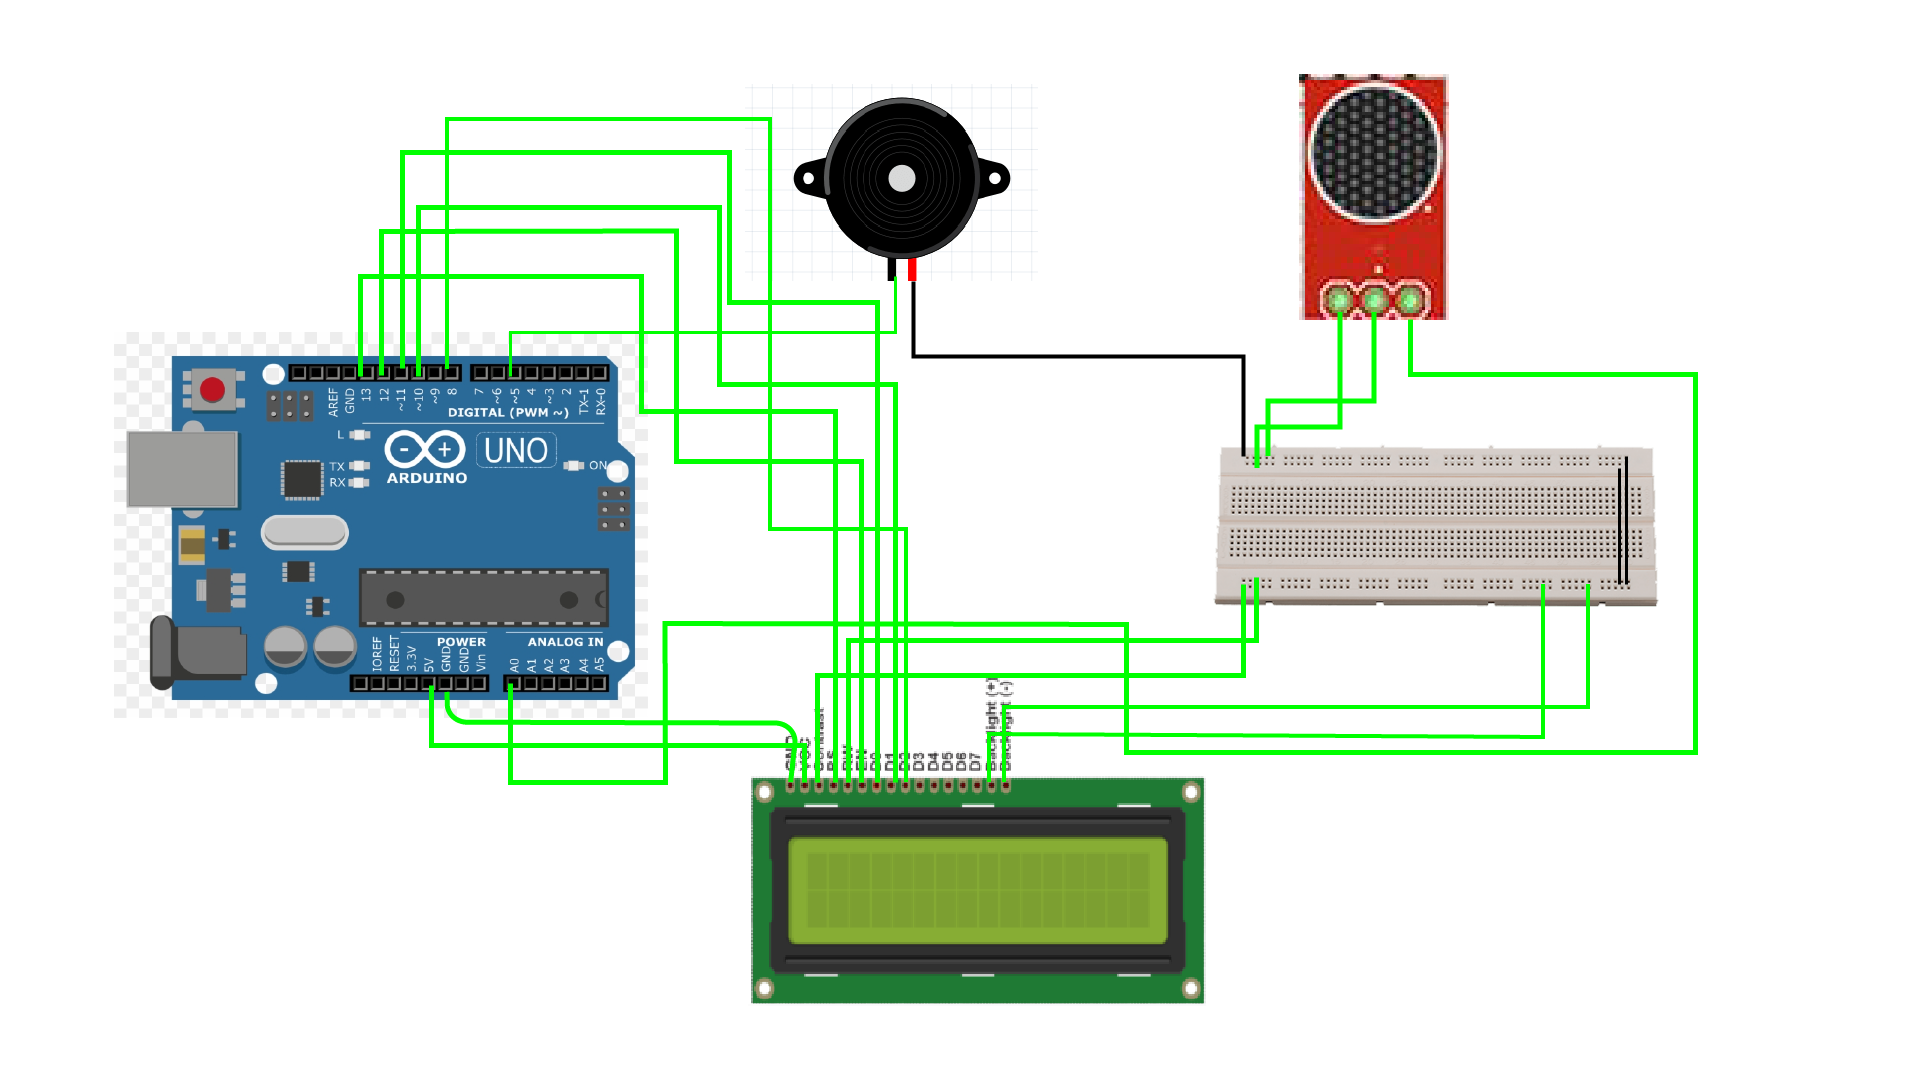 AREF
GND
13
12
~11
~10
~9
8
7
~6
~5
4
~3
2
TX→1
RX←0
DIGITAL (PWM ~)
L
TX
RX
UNO
ON
ARDUINO
POWER
ANALOG IN
IOREF
RESET
3.3V
5V
GND
GND
Vin
A0
A1
A2
A3
A4
A5
GND
VCC
Contrast
RS
RW
EN
D0
D1
D2
D3
D4
D5
D6
D7
Backlight (+)
Backlight (-)